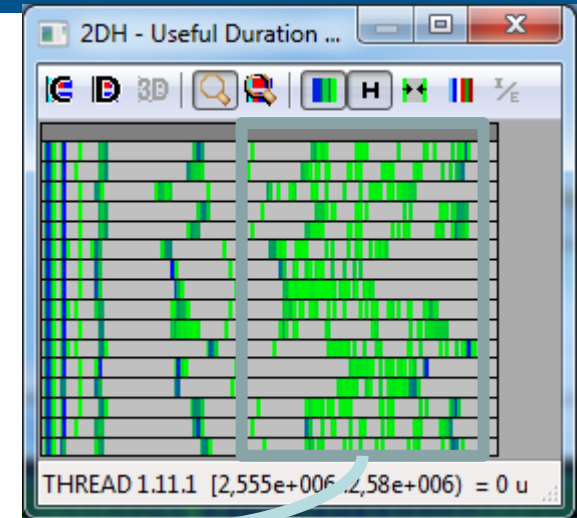 2DH - Useful Duration ...
3D H I/E
THREAD 1.11.1 [2,555e+006..2,58e+006) = 0 u